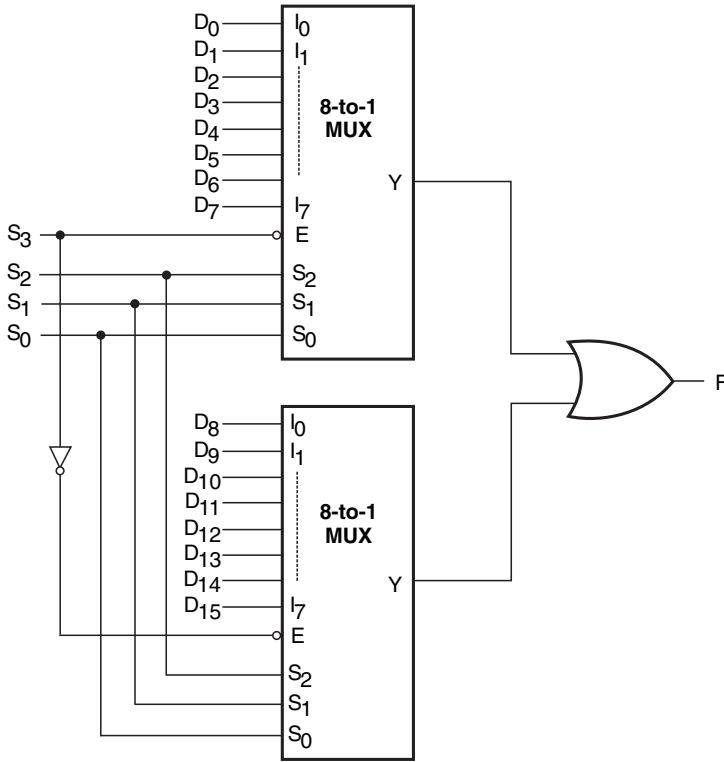 D0 I0
D1 I1
D2
D3
D4
D5
D6
D7 I7
8-to-1
MUX
Y
S3 E
S2 S2
S1 S1
S0 S0
F
D8 I0
D9 I1
D10
D11
D12
D13
D14
D15 I7
8-to-1
MUX
Y
E
S2
S1
S0